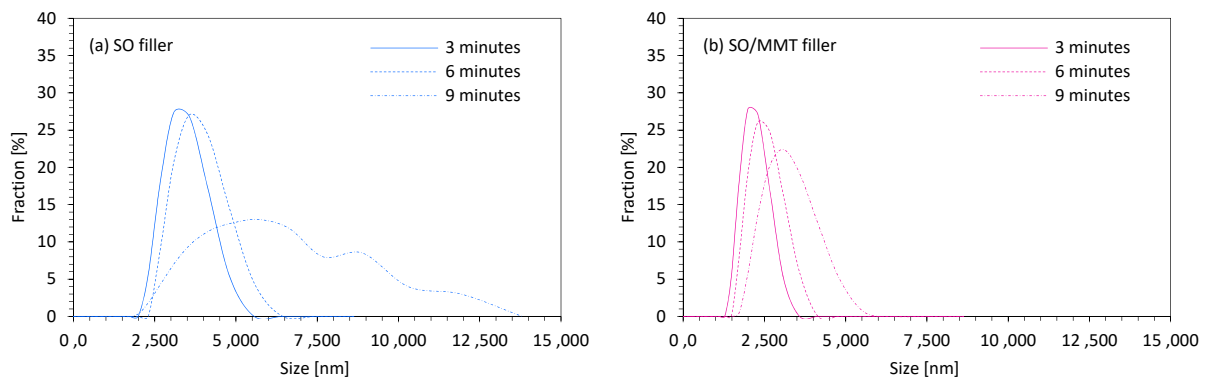 40
35
30
25
20
15
10
5
0
Fraction [%]
(a) SO filler
3 minutes
6 minutes
9 minutes
0 ,0 2 ,500 5 ,000 7 ,500 10 ,000 12 ,500 15 ,000
Size [nm]
40
35
30
25
20
15
10
5
0
Fraction [%]
(b) SO/MMT filler
3 minutes
6 minutes
9 minutes
0 ,0 2 ,500 5 ,000 7 ,500 10 ,000 12,500 15 ,000
Size [nm]